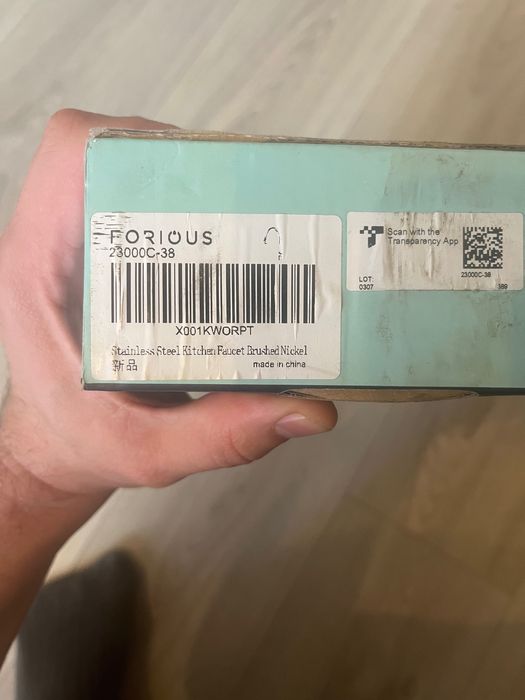 FORIOUS
23000C-38
X001KWORPT
Stainless Steel Kitchen Faucet Brushed Nickel
新品
made in china
Scan with the
Transparency App
23000C-38
LOT:
0307
389